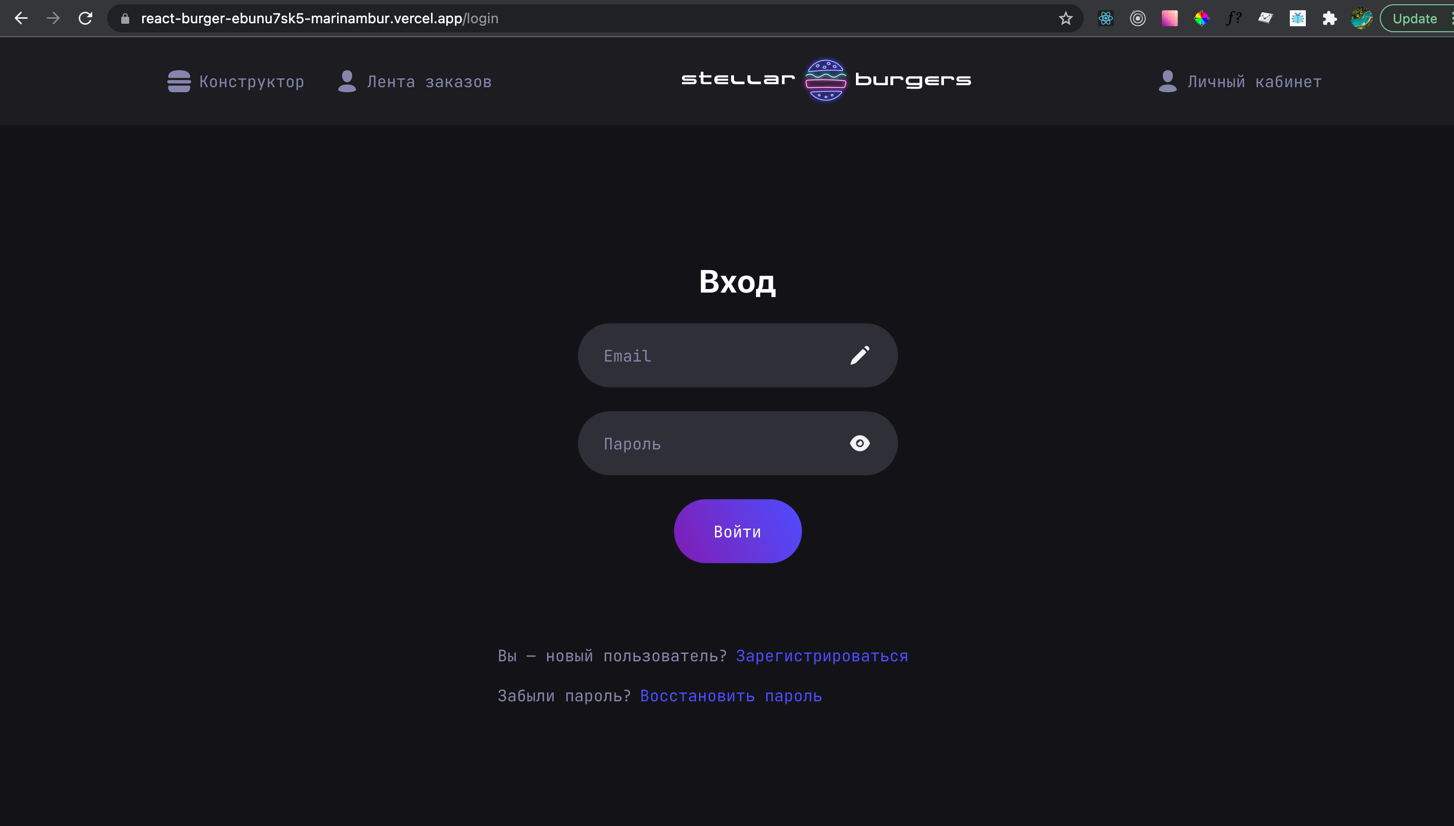 react-burger-ebunu7sk5-marinambur.vercel.app/login
f?
Update
Конструктор
Лента заказов
stellar burgers
Личный кабинет
Вход
Email
Пароль
Войти
Вы — новый пользователь? Зарегистрироваться
Забыли пароль? Восстановить пароль